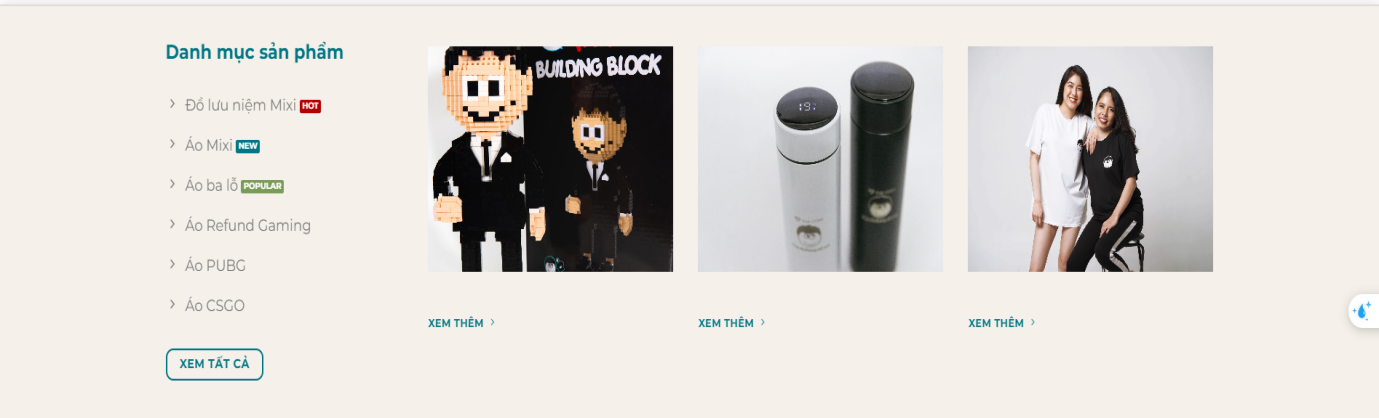 Danh mục sản phẩm
Đồ lưu niệm Mixi HOT
Áo Mixi NEW
Áo ba lỗ POPULAR
Áo Refund Gaming
Áo PUBG
Áo CSGO
XEM TẤT CẢ
BUILDING BLOCK
XEM THÊM
XEM THÊM
XEM THÊM